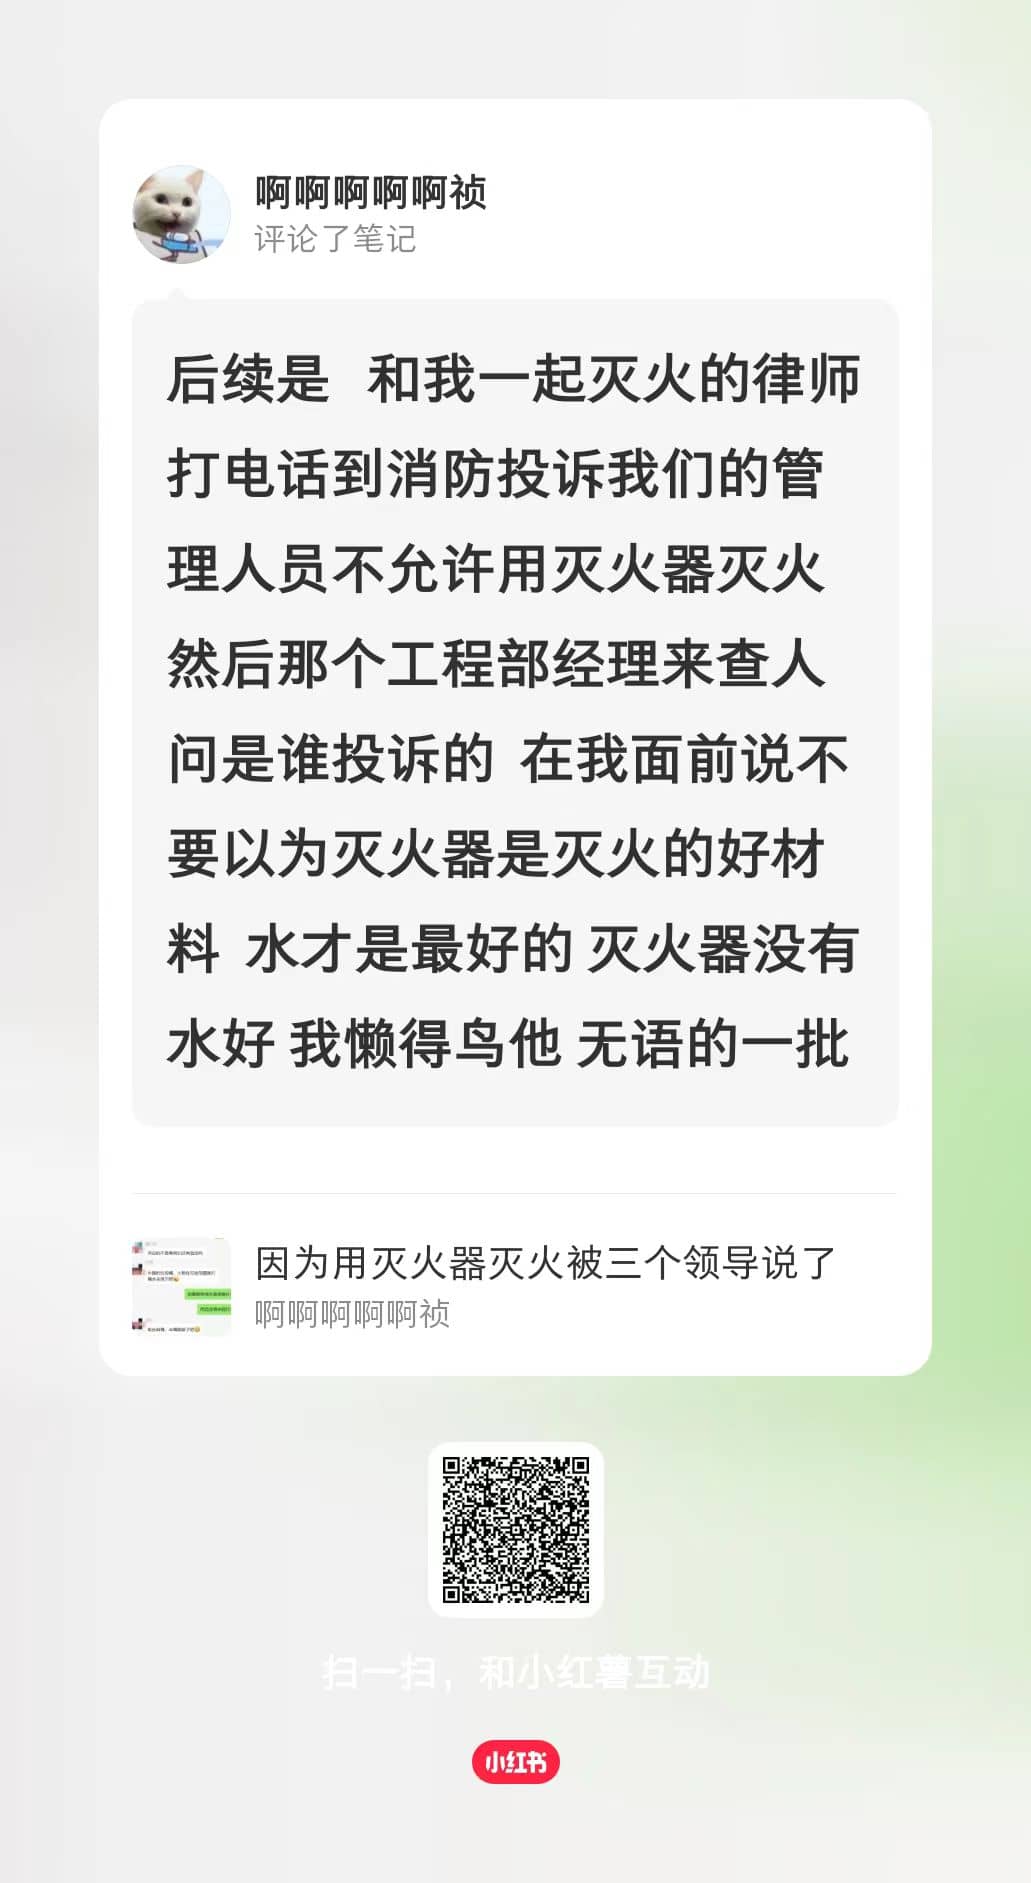 啊啊啊啊啊祯
评论了笔记
后续是 和我一起灭火的律师
打电话到消防投诉我们的管
理人员不允许用灭火器灭火
然后那个工程部经理来查人
问是谁投诉的 在我面前说不
要以为灭火器是灭火的好材
料 水才是最好的 灭火器没有
水好 我懒得鸟他 无语的一批
因为用灭火器灭火被三个领导说了
啊啊啊啊啊祯
扫一扫，和小红薯互动
小红书